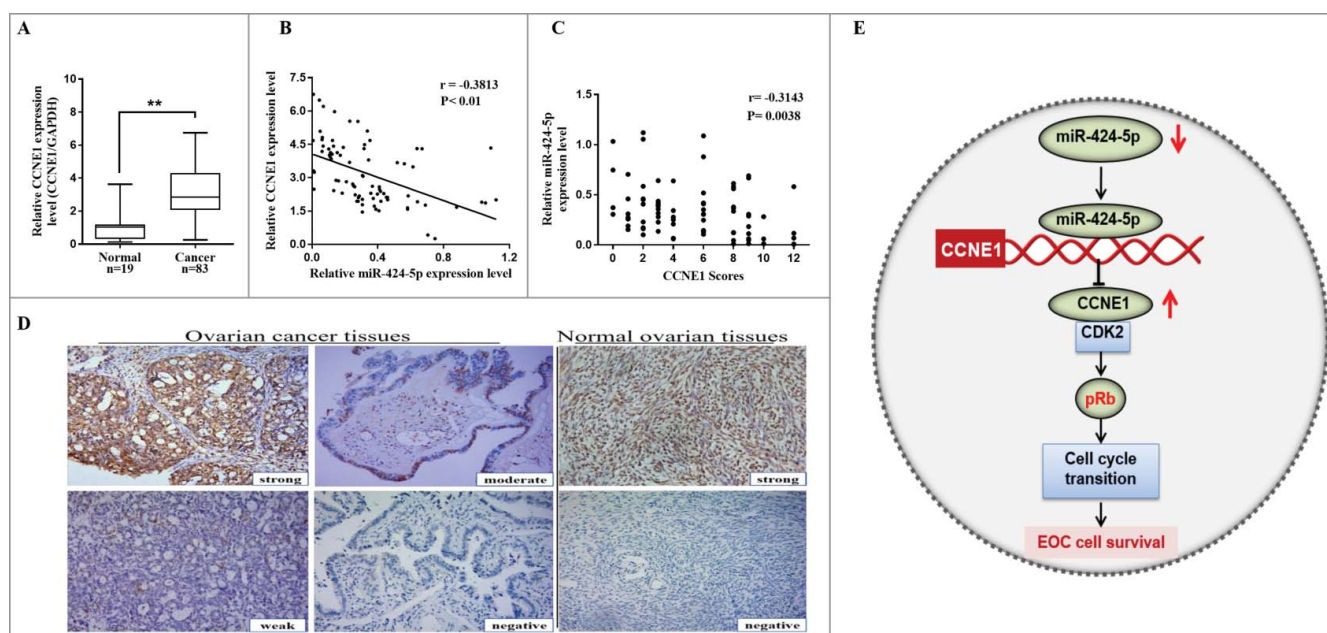 A
Relative CCNE1 expression
level (CCNE1/GAPDH)
10
8
6
4
2
0
**
Normal
n=19
Cancer
n=83
B
Relative CCNE1 expression level
7.5
6.0
4.5
3.0
1.5
0.0
r = -0.3813
P< 0.01
0.0
0.4
0.8
1.2
Relative miR-424-5p expression level
C
Relative miR-424-5p
expression level
1.5
1.0
0.5
0.0
r= -0.3143
P= 0.0038
0
2
4
6
8
10
12
CCNE1 Scores
D
Ovarian cancer tissues
Normal ovarian tissues
strong
moderate
strong
weak
negative
negative
E
miR-424-5p
miR-424-5p
CCNE1
CCNE1
CDK2
pRb
Cell cycle
transition
EOC cell survival